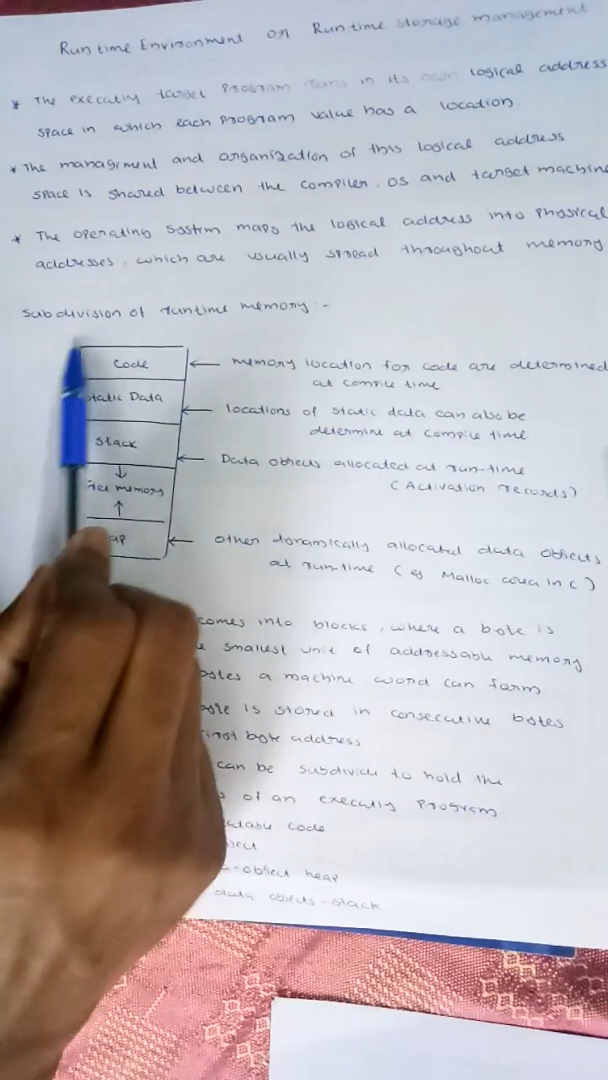 Runtime Environment or Runtime storage management
* The executing target program runs in its own logical address
space in which each program value has a location
* The management and organization of this logical address
space is shared between the compiler, OS and target machine
* The operating system maps the logical address into physical
addresses, which are usually spread throughout memory
Subdivision of runtime memory:-
Code
memory location for code are determined
at compile time
Static Data
locations of static data can also be
determine at compile time
Stack
Data objects allocated at run-time
(Activation records)
memory
other dynamically allocated data objects
at run-time (eg Malloc area in C)
comes into blocks, where a byte is
smallest unit of addressable memory
bytes a machine word can form
is stored in consecutive bytes
first byte address
can be subdivide to hold the
of an executing program
code
-object heap
data objects-stack